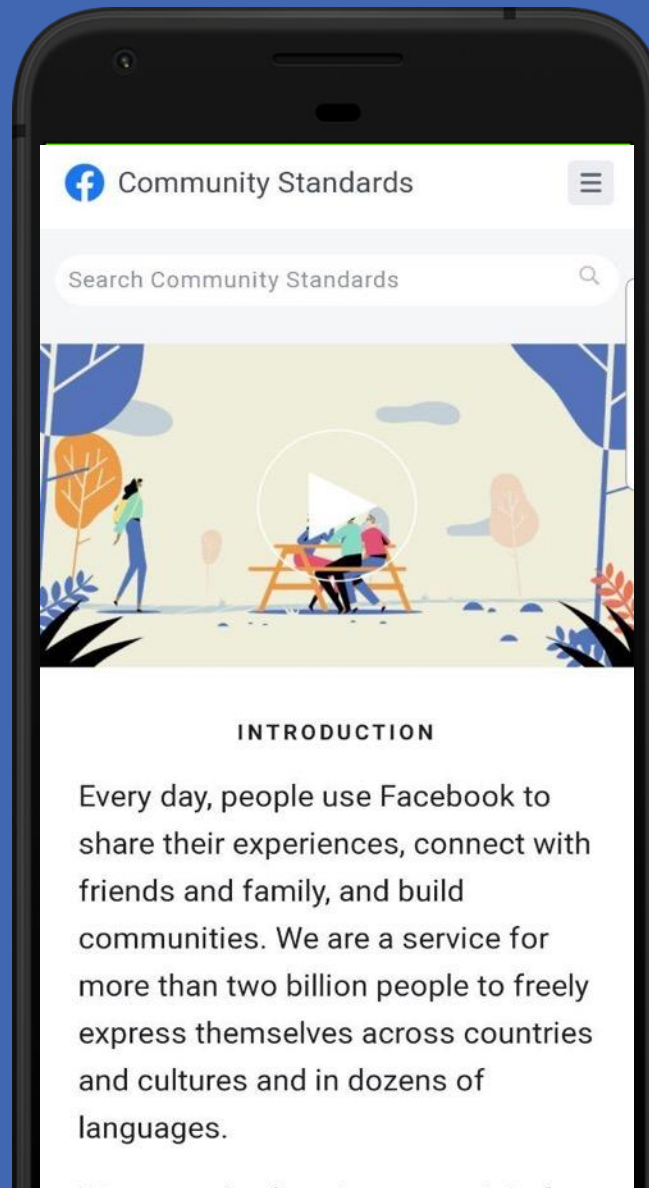 Community Standards
Search Community Standards
INTRODUCTION
Every day, people use Facebook to
share their experiences, connect with
friends and family, and build
communities. We are a service for
more than two billion people to freely
express themselves across countries
and cultures and in dozens of
languages.